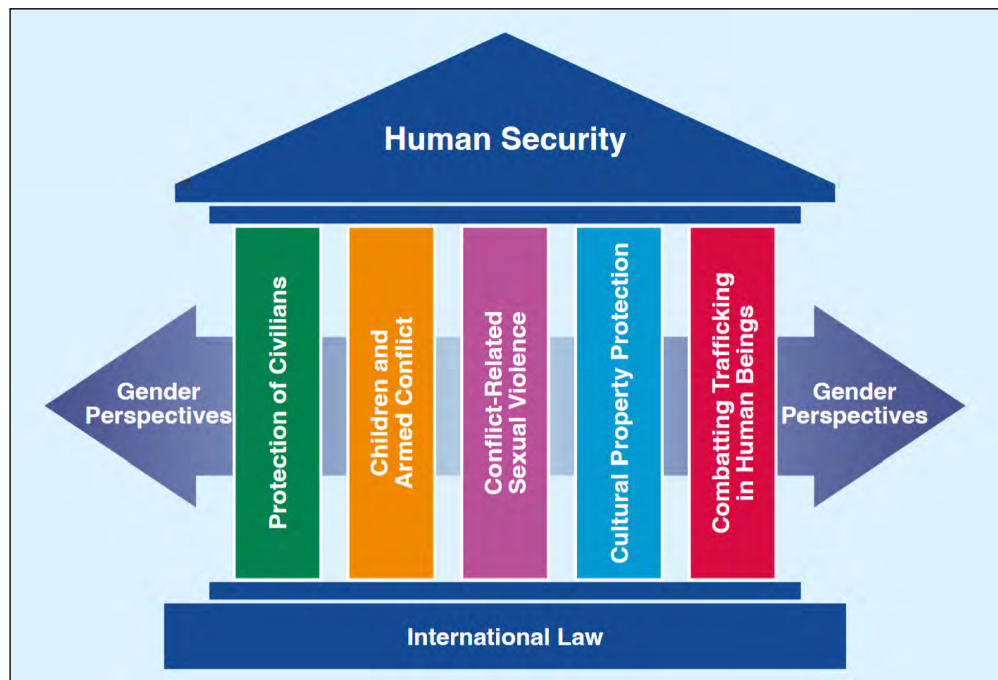 Human Security
Gender
Perspectives
Protection of Civilians
Children and
Armed Conflict
Conflict-Related
Sexual Violence
Cultural Property Protection
Combatting Trafficking
in Human Beings
Gender
Perspectives
International Law